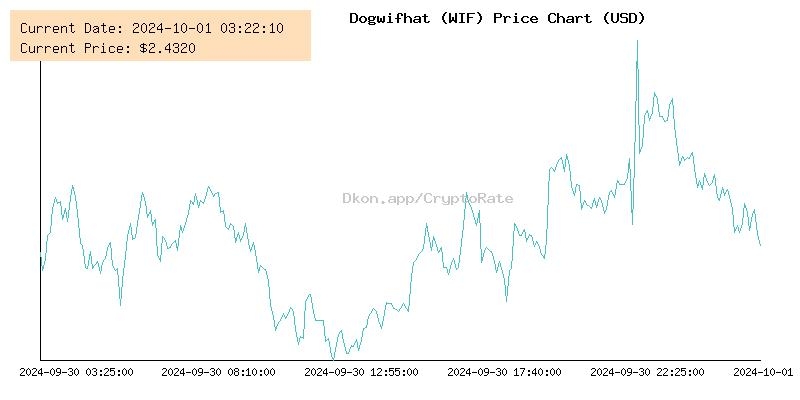 Dogwifhat (WIF) Price Chart (USD)
Current Date: 2024-10-01 03:22:10
Current Price: $2.4320
Dkon.app/CryptoRate
2024-09-30 03:25:00 2024-09-30 08:10:00 2024-09-30 12:55:00 2024-09-30 17:40:00 2024-09-30 22:25:00 2024-10-01